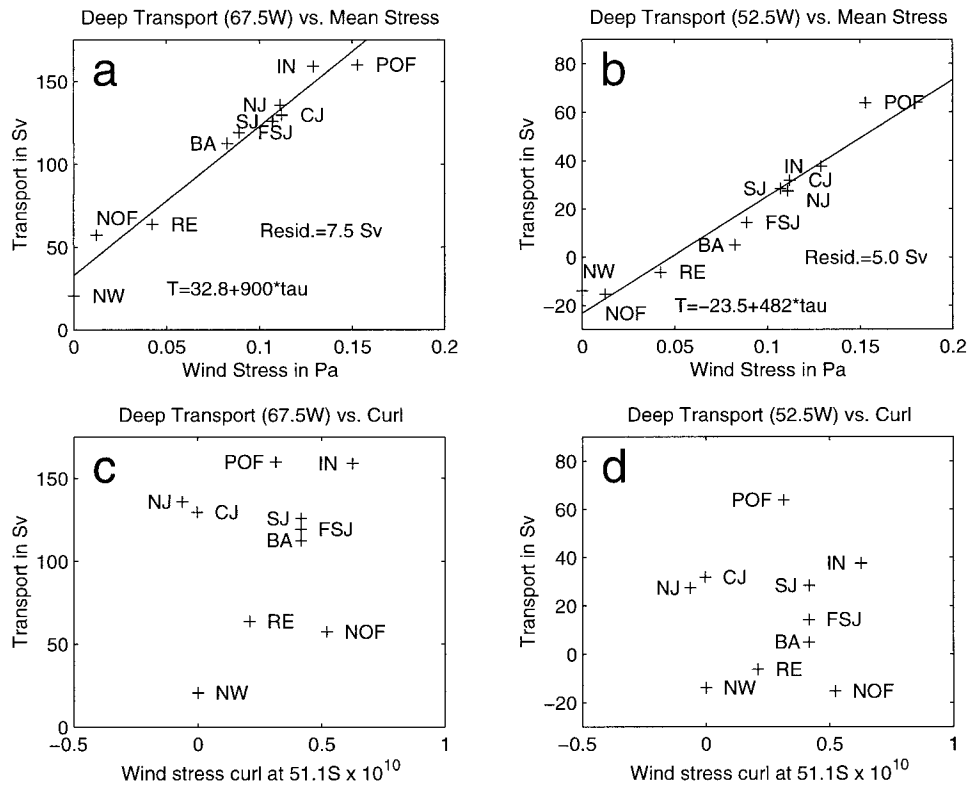 Deep Transport (67.5W) vs. Mean Stress
a
Transport in Sv
150
100
50
0
IN
POF
NJ
SJ
CJ
FSJ
BA
NOF
RE
NW
Resid.=7.5 Sv
T=32.8+900*tau
0
0.05
0.1
0.15
0.2
Wind Stress in Pa
Deep Transport (52.5W) vs. Mean Stress
b
Transport in Sv
80
60
40
20
0
−20
POF
IN
CJ
SJ
NJ
FSJ
BA
RE
NW
NOF
Resid.=5.0 Sv
T=−23.5+482*tau
0
0.05
0.1
0.15
0.2
Wind Stress in Pa
Deep Transport (67.5W) vs. Curl
c
Transport in Sv
150
100
50
0
POF
IN
NJ
CJ
SJ
FSJ
BA
RE
NOF
NW
−0.5
0
0.5
1
Wind stress curl at 51.1S x 10^10
Deep Transport (52.5W) vs. Curl
d
Transport in Sv
80
60
40
20
0
−20
POF
IN
NJ
CJ
SJ
FSJ
BA
RE
NW
NOF
−0.5
0
0.5
1
Wind stress curl at 51.1S x 10^10